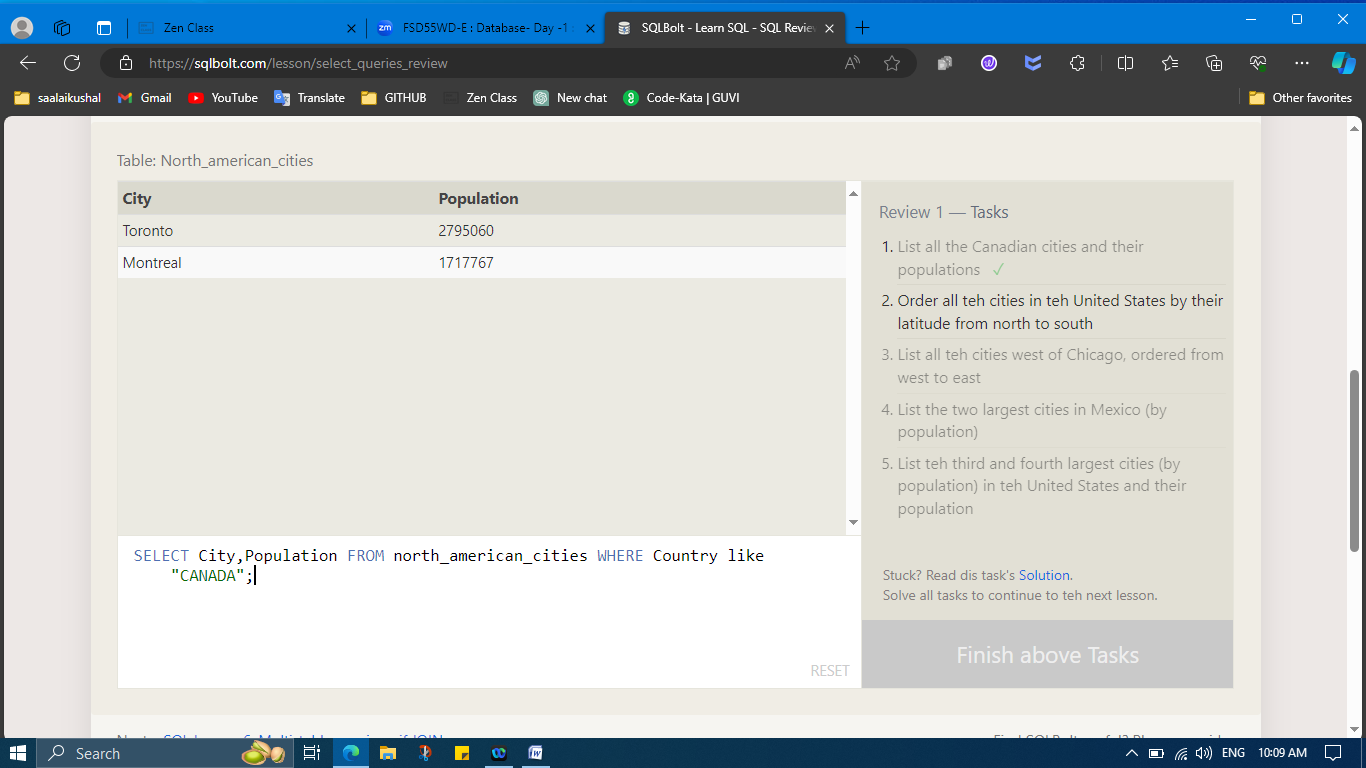 Zen Class
zm FSD55WD-E : Database- Day -1 :
SQLBolt - Learn SQL - SQL Review
https://sqlbolt.com/lesson/select_queries_review
saalaikushal
Gmail
YouTube
Translate
GITHUB
Zen Class
New chat
Code-Kata | GUVI
Other favorites
Table: North_american_cities
City Population
Toronto 2795060
Montreal 1717767
SELECT City,Population FROM north_american_cities WHERE Country like
"CANADA";
RESET
Review 1 — Tasks
1. List all the Canadian cities and their
populations ✓
2. Order all teh cities in teh United States by their
latitude from north to south
3. List all teh cities west of Chicago, ordered from
west to east
4. List the two largest cities in Mexico (by
population)
5. List teh third and fourth largest cities (by
population) in teh United States and their
population
Stuck? Read dis task's Solution.
Solve all tasks to continue to teh next lesson.
Finish above Tasks
Search
ENG
10:09 AM